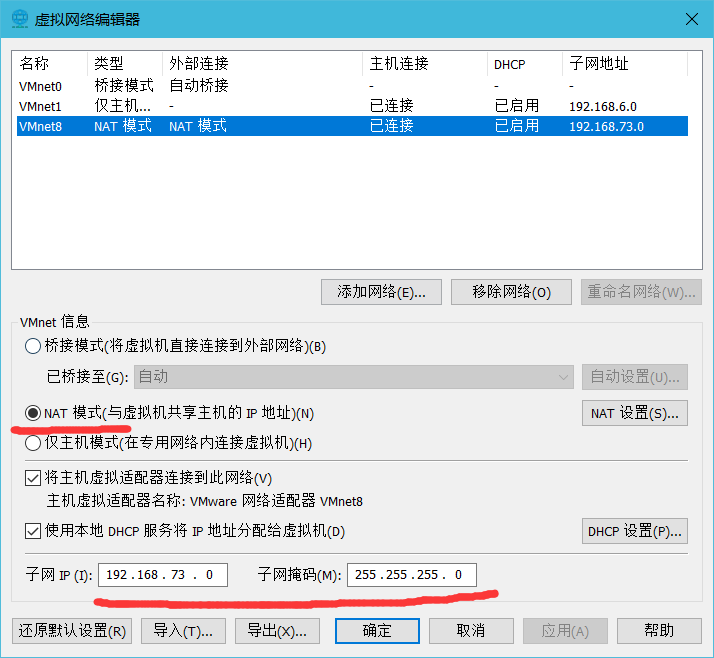 虚拟网络编辑器
名称 类型 外部连接 主机连接 DHCP 子网地址
VMnet0 桥接模式 自动桥接 - - -
VMnet1 仅主机... - 已连接 已启用 192.168.6.0
VMnet8 NAT 模式 NAT 模式 已连接 已启用 192.168.73.0
添加网络(E)... 移除网络(O) 重命名网络(W)...
VMnet 信息
桥接模式(将虚拟机直接连接到外部网络)(B)
已桥接至(G): 自动 自动设置(U)...
NAT 模式(与虚拟机共享主机的 IP 地址)(N) NAT 设置(S)...
仅主机模式(在专用网络内连接虚拟机)(H)
将主机虚拟适配器连接到此网络(V)
主机虚拟适配器名称: VMware 网络适配器 VMnet8
使用本地 DHCP 服务将 IP 地址分配给虚拟机(D) DHCP 设置(P)...
子网 IP (I): 192.168.73.0 子网掩码(M): 255.255.255.0
还原默认设置(R) 导入(T)... 导出(X)... 确定 取消 应用(A) 帮助